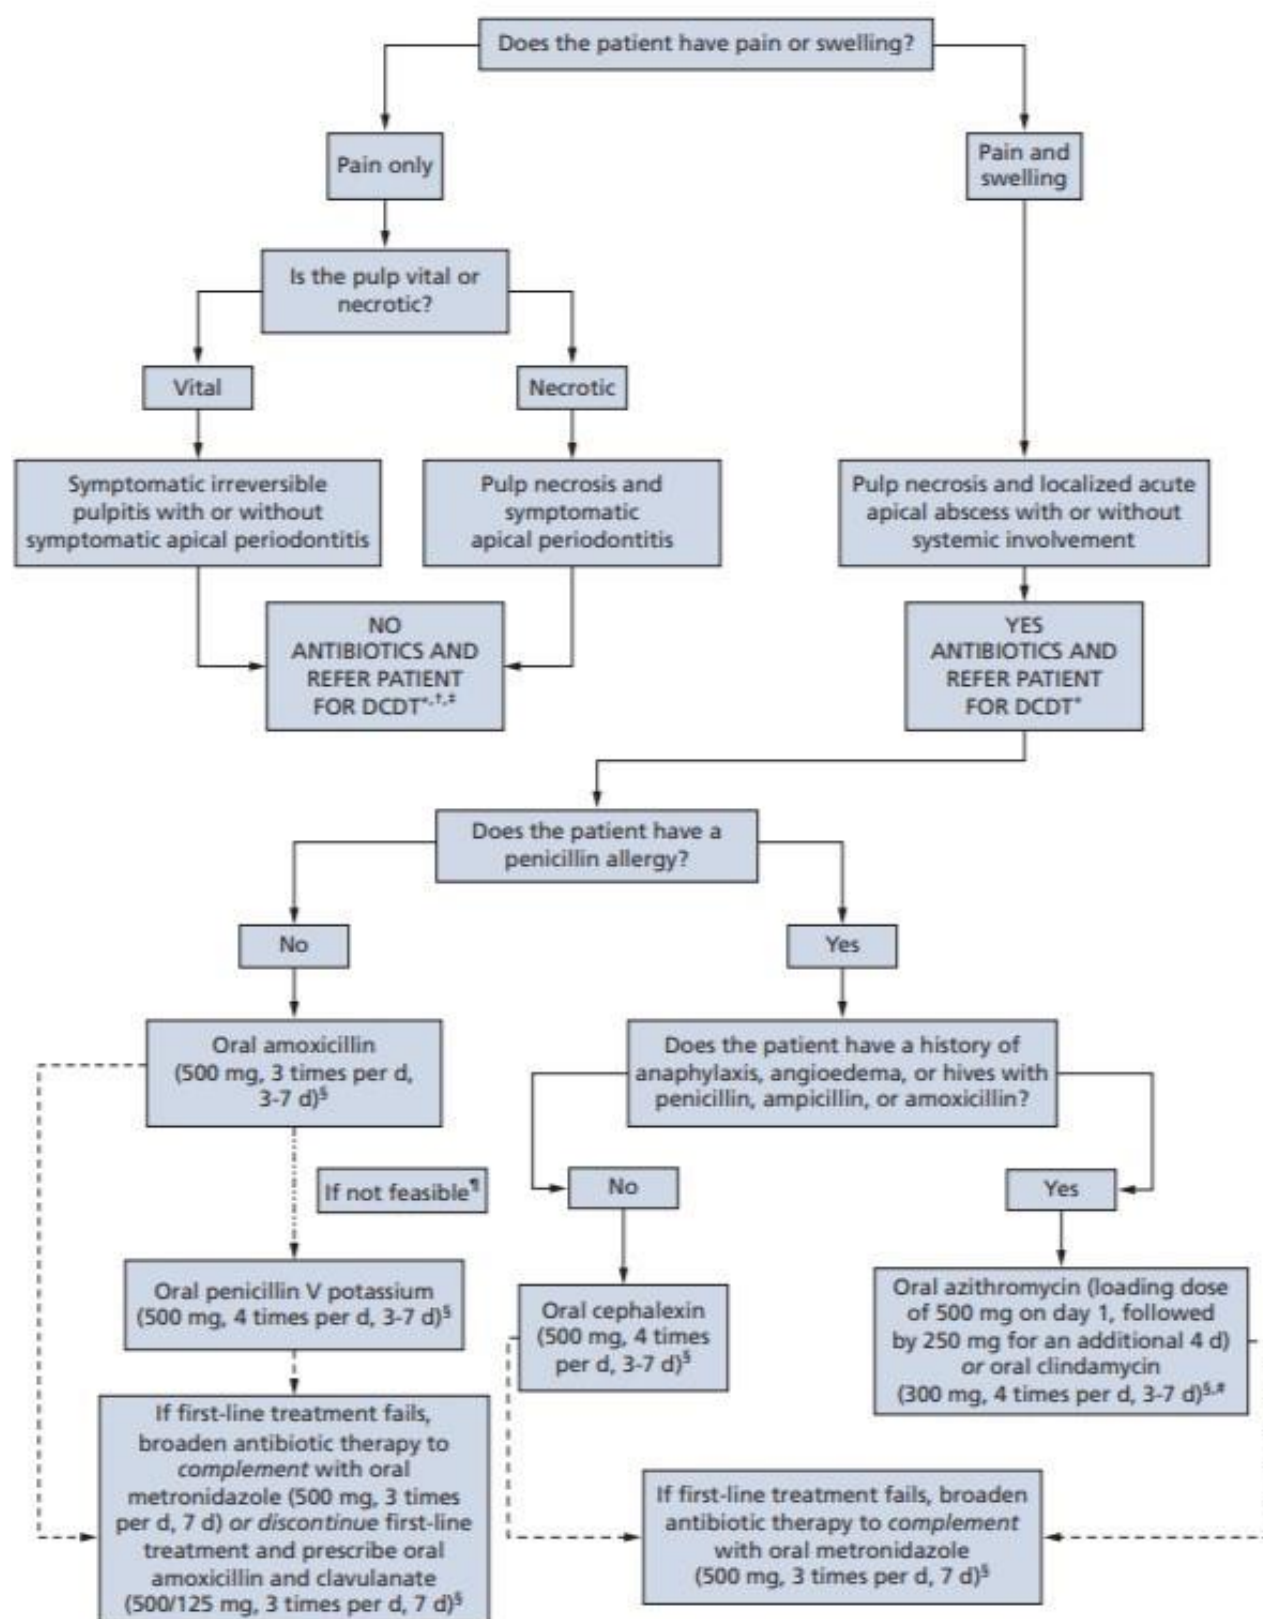 Does the patient have pain or swelling?
Pain only
Pain and
swelling
Is the pulp vital or
necrotic?
Vital
Necrotic
Symptomatic irreversible
pulpitis with or without
symptomatic apical periodontitis
Pulp necrosis and
symptomatic
apical periodontitis
Pulp necrosis and localized acute
apical abscess with or without
systemic involvement
NO
ANTIBIOTICS AND
REFER PATIENT
FOR DCDT*,†,‡
YES
ANTIBIOTICS AND
REFER PATIENT
FOR DCDT*
Does the patient have a
penicillin allergy?
No
Yes
Oral amoxicillin
(500 mg, 3 times per d,
3-7 d)§
Does the patient have a history of
anaphylaxis, angioedema, or hives with
penicillin, ampicillin, or amoxicillin?
If not feasible¶
No
Yes
Oral penicillin V potassium
(500 mg, 4 times per d, 3-7 d)§
Oral cephalexin
(500 mg, 4 times
per d, 3-7 d)§
Oral azithromycin (loading dose
of 500 mg on day 1, followed
by 250 mg for an additional 4 d)
or oral clindamycin
(300 mg, 4 times per d, 3-7 d)§,#
If first-line treatment fails,
broaden antibiotic therapy to
complement with oral
metronidazole (500 mg, 3 times
per d, 7 d) or discontinue first-line
treatment and prescribe oral
amoxicillin and clavulanate
(500/125 mg, 3 times per d, 7 d)§
If first-line treatment fails, broaden
antibiotic therapy to complement
with oral metronidazole
(500 mg, 3 times per d, 7 d)§